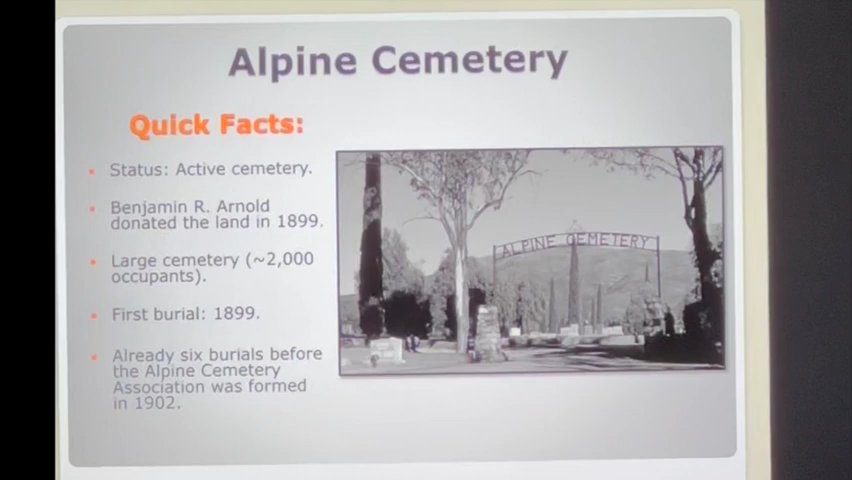 Alpine Cemetery
Quick Facts:
Status: Active cemetery.
Benjamin R. Arnold
donated the land in 1899.
Large cemetery (~2,000
occupants).
First burial: 1899.
Already six burials before
the Alpine Cemetery
Association was formed
in 1902.
ALPINE CEMETERY